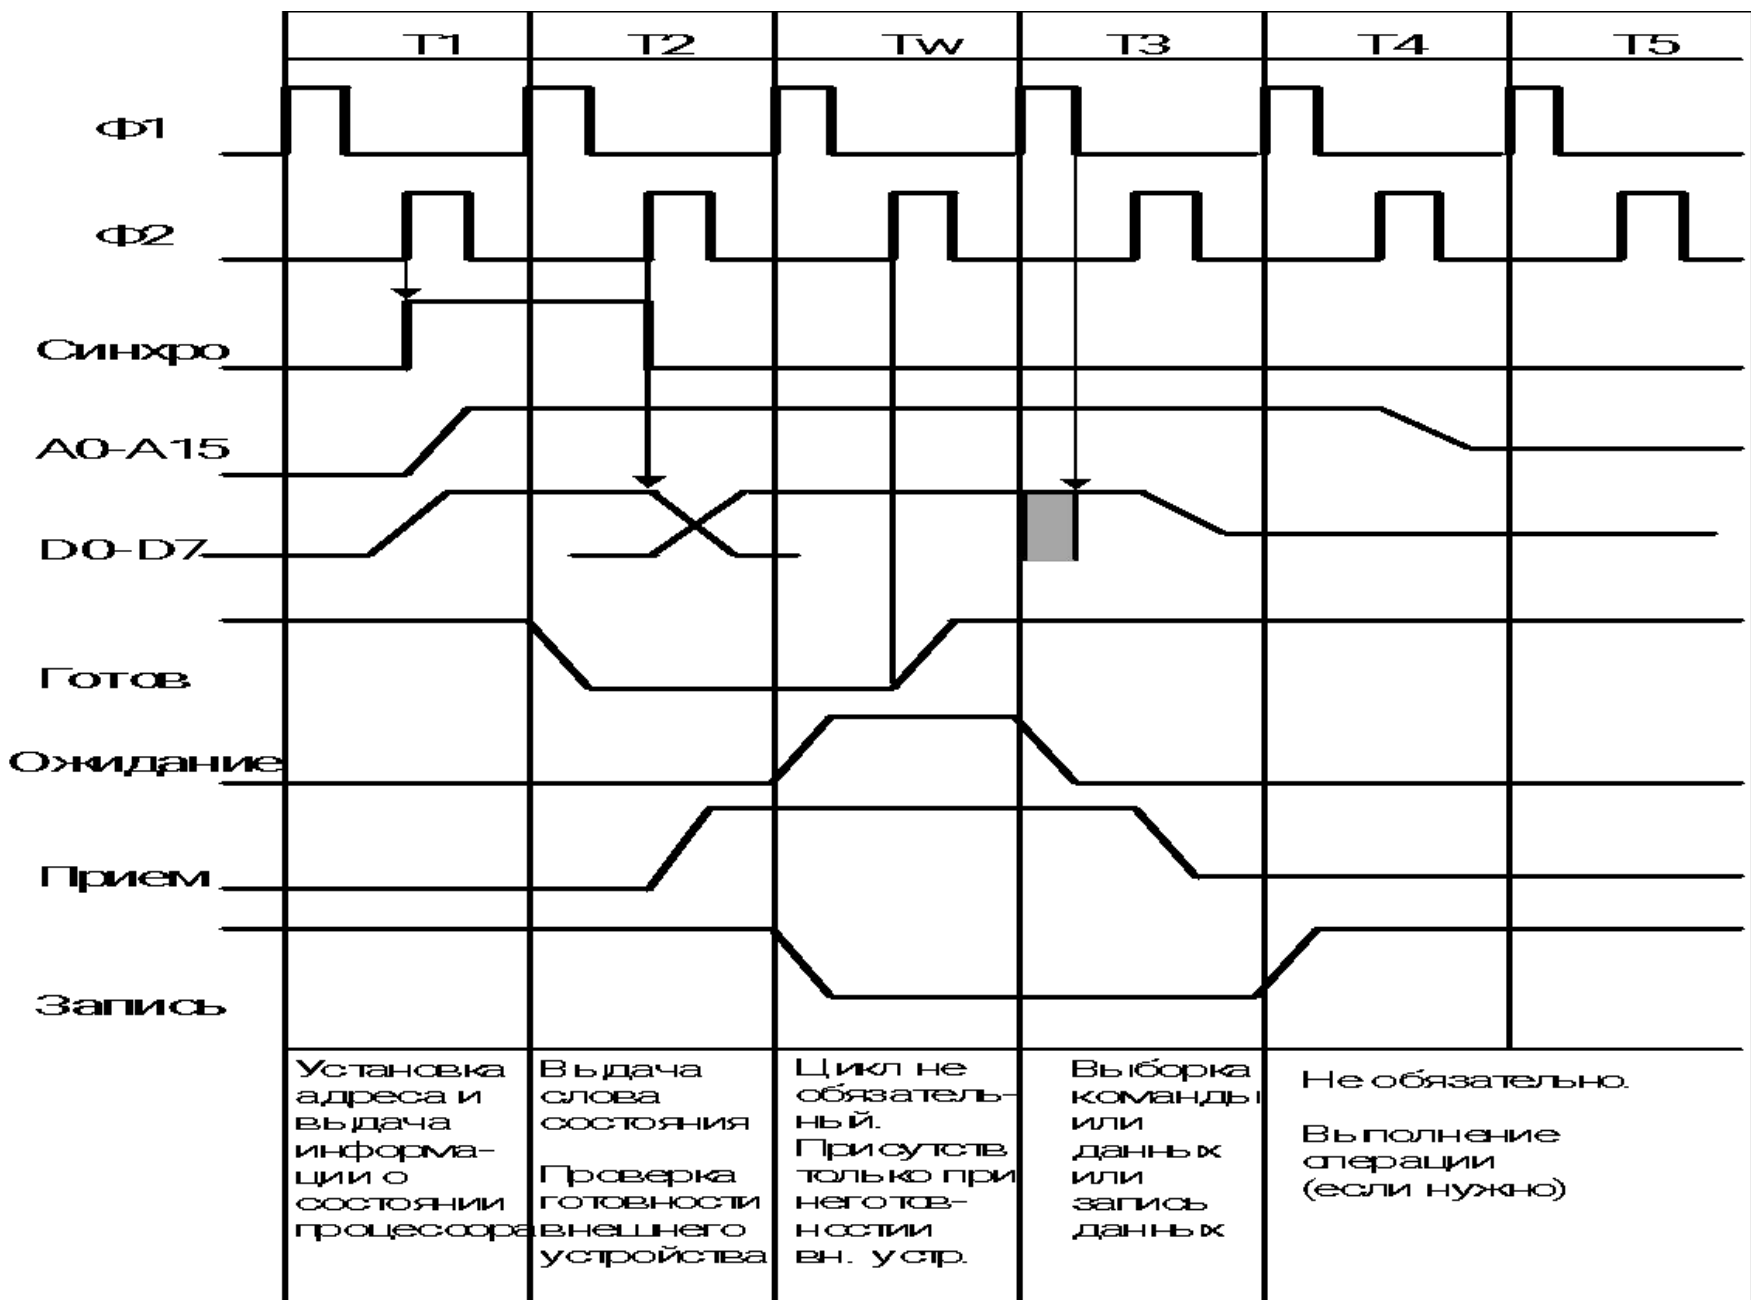 T1 T2 Tw T3 T4 T5
Ф1
Ф2
Синхро
A0-A15
D0-D7
Готов
Ожидание
Прием
Запись
Установка
адреса и
выдача
информа-
ции о
состоянии
процессора
Выдача
слова
состояния
Проверка
готовности
внешнего
устройства
Цикл не
обязатель-
ный.
Присутств
только при
неготов-
ностии
вн. устр.
Выборка
команды
или
данных
или
запись
данных
Не обязательно.
Выполнение
операции
(если нужно)